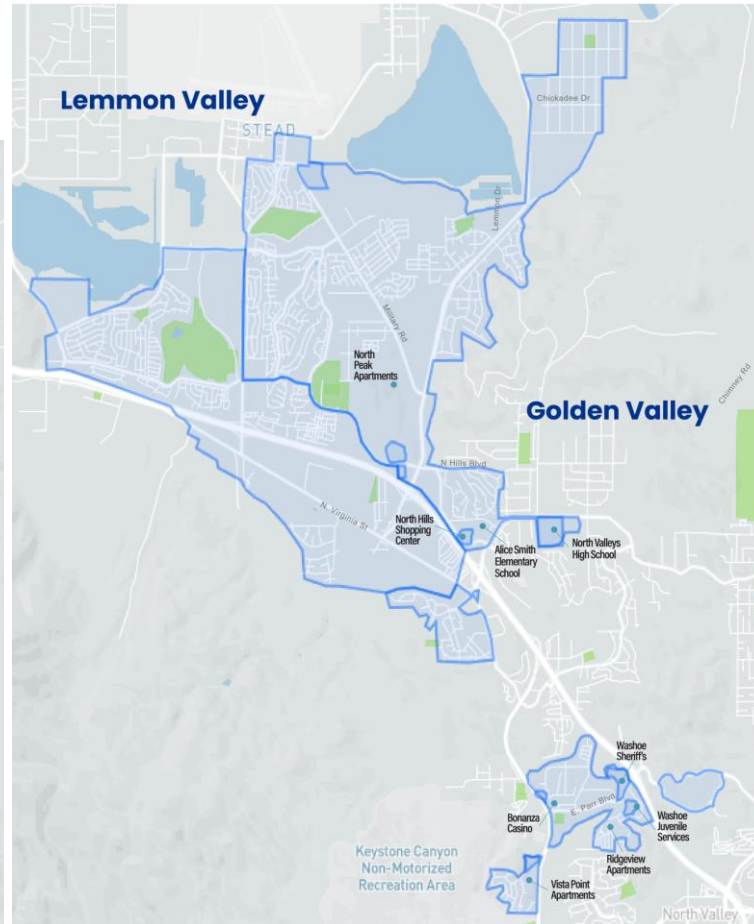 Lemmon Valley
STEAD
Chickadee Dr
Lemmon Dr
Military Rd
North
Peak
Apartments
Chimney Rd
Golden Valley
N Hills Blvd
N. Virginia St
North Hills
Shopping
Center
Alice Smith
Elementary
School
North Valleys
High School
Washoe
Sheriff's
E. Parr Blvd
Bonanza
Casino
Washoe
Juvenile
Services
Ridgeview
Apartments
Keystone Canyon
Non-Motorized
Recreation Area
Vista Point
Apartments
North Valley